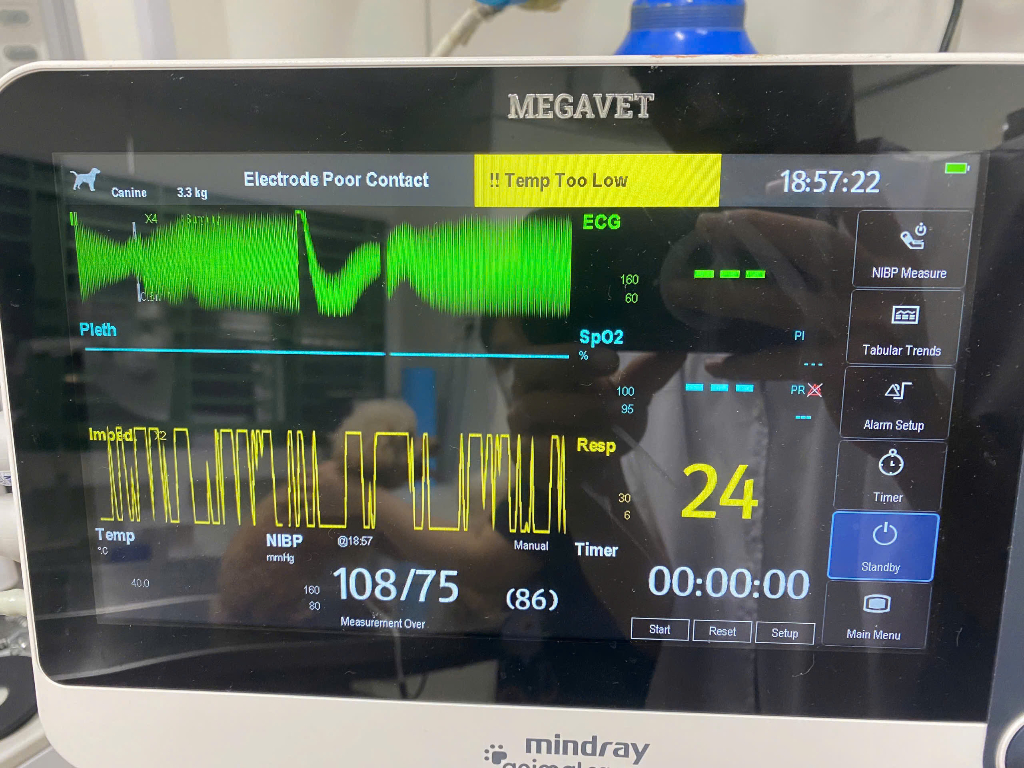 MEGAVET
Canine 3.3 kg
Electrode Poor Contact
!! Temp Too Low
18:57:22
X4
ECG
160
60
NIBP Measure
Pleth
SpO2
%
100
95
PI
---
PR
---
Tabular Trends
Alarm Setup
Imped. X2
Resp
30
6
24
Timer
Temp
°C
40.0
NIBP
mmHg
@18:57
Manual
160
80
108/75
(86)
Measurement Over
Timer
00:00:00
Start
Reset
Setup
Standby
Main Menu
mindray